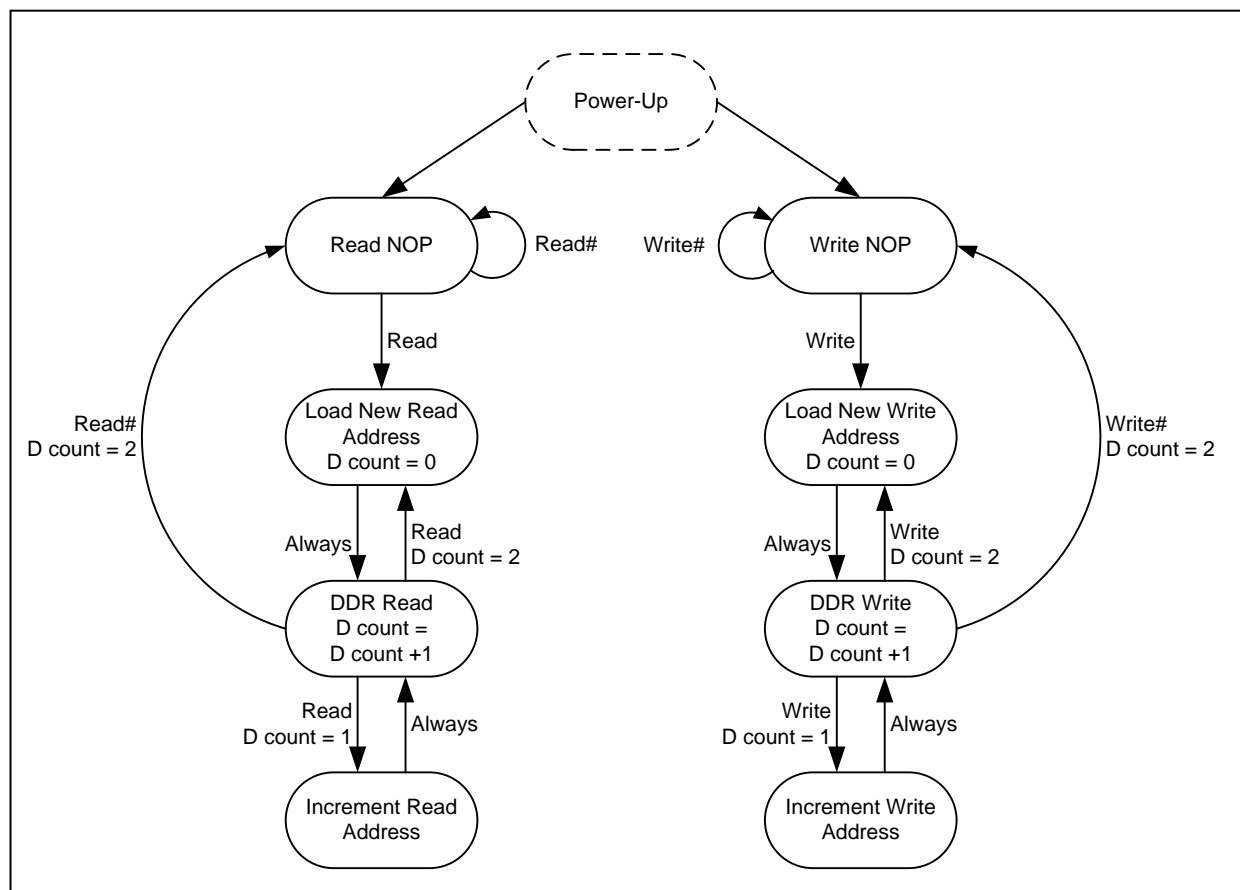 Power-Up
Read NOP
Read#
Write#
Write NOP
Read
Write
Load New Read
Address
D count = 0
Load New Write
Address
D count = 0
Read#
D count = 2
Write#
D count = 2
Always
Read
D count = 2
Always
Write
D count = 2
DDR Read
D count =
D count +1
DDR Write
D count =
D count +1
Read
D count = 1
Always
Write
D count = 1
Always
Increment Read
Address
Increment Write
Address